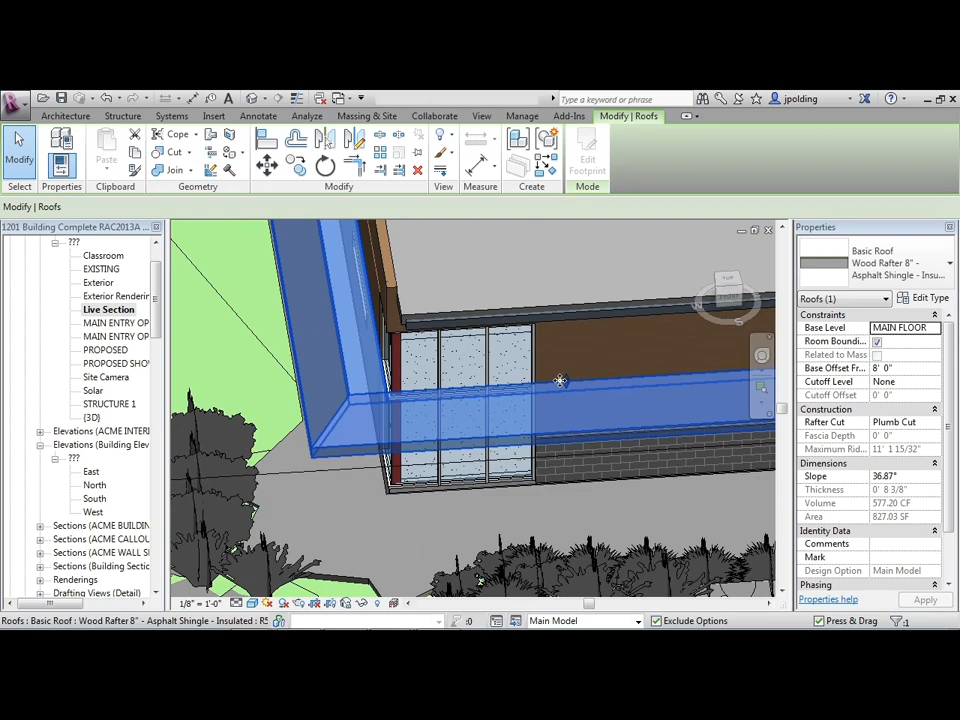 Type a keyword or phrase
jpolding
Architecture Structure Systems Insert Annotate Analyze Massing & Site Collaborate View Manage Add-Ins Modify | Roofs
Modify
Paste
Cope
Cut
Join
Edit
Footprint
Select Properties Clipboard Geometry Modify View Measure Create Mode
Modify | Roofs
1201 Building Complete RAC2013A
???
Classroom
EXISTING
Exterior
Exterior Renderin
Live Section
MAIN ENTRY OP
MAIN ENTRY OP
PROPOSED
PROPOSED SHO
Site Camera
Solar
STRUCTURE 1
{3D}
Elevations (ACME INTERI
Elevations (Building Elev
???
East
North
South
West
Sections (ACME BUILDIN
Sections (ACME CALLOU
Sections (ACME WALL SE
Sections (Building Section
Renderings
Drafting Views (Detail)
TOP
FRONT
Properties
Basic Roof
Wood Rafter 8" -
Asphalt Shingle - Insu...
Roofs (1) Edit Type
Constraints
Base Level MAIN FLOOR
Room Boundi...
Related to Mass
Base Offset Fr... 8' 0"
Cutoff Level None
Cutoff Offset 0' 0"
Construction
Rafter Cut Plumb Cut
Fascia Depth 0' 0"
Maximum Rid... 11' 1 15/32"
Dimensions
Slope 36.87°
Thickness 0' 8 3/8"
Volume 577.20 CF
Area 827.03 SF
Identity Data
Comments
Mark
Design Option Main Model
Phasing
Properties help Apply
1/8" = 1'-0"
Roofs : Basic Roof : Wood Rafter 8" - Asphalt Shingle - Insulated : R5 :0 Main Model Exclude Options Press & Drag :1